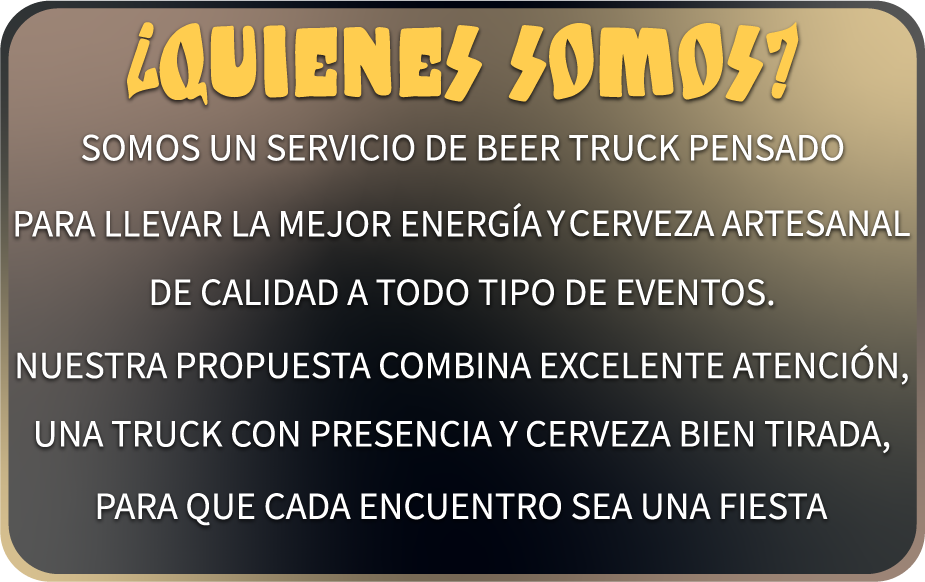 ¿QUIENES SOMOS?
SOMOS UN SERVICIO DE BEER TRUCK PENSADO
PARA LLEVAR LA MEJOR ENERGÍA Y CERVEZA ARTESANAL
DE CALIDAD A TODO TIPO DE EVENTOS.
NUESTRA PROPUESTA COMBINA EXCELENTE ATENCIÓN,
UNA TRUCK CON PRESENCIA Y CERVEZA BIEN TIRADA,
PARA QUE CADA ENCUENTRO SEA UNA FIESTA